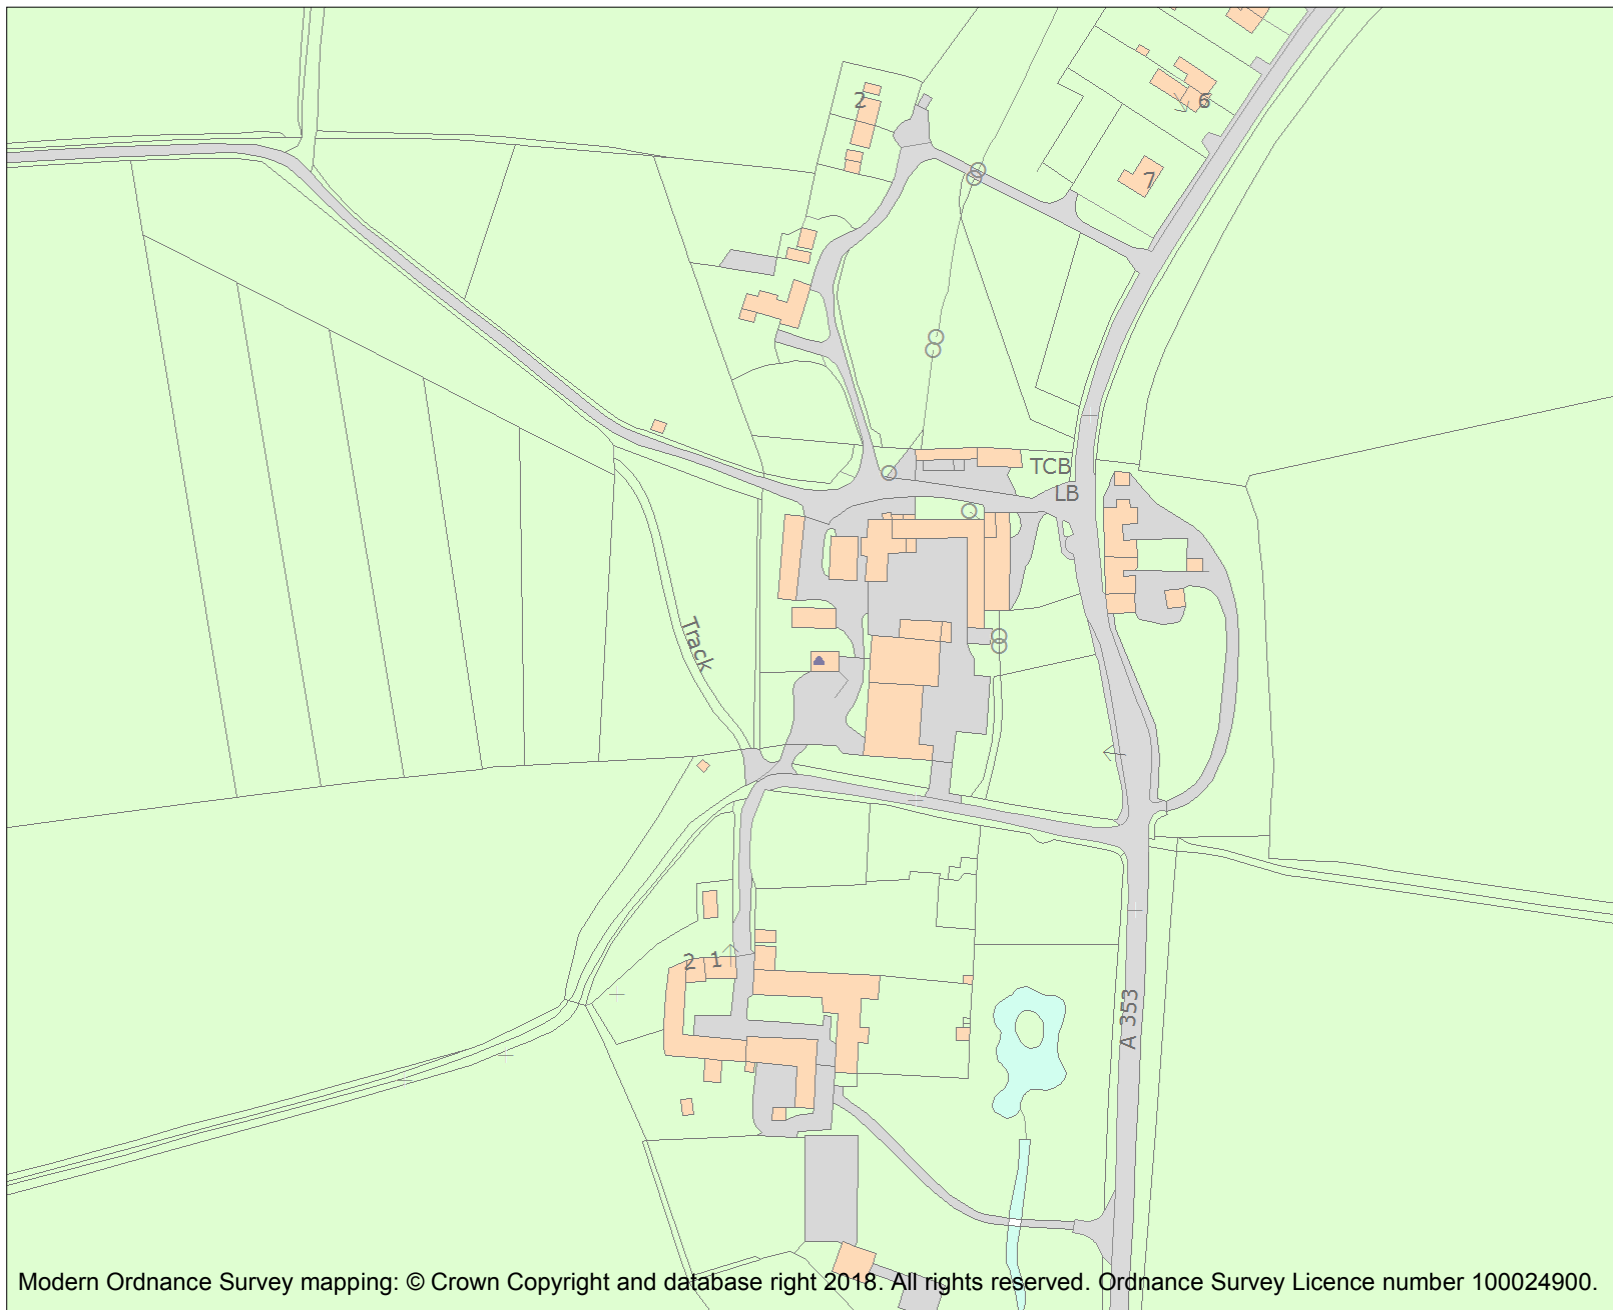 2
6
7
TCB
LB
Track
2 1
A 353
Modern Ordnance Survey mapping: © Crown Copyright and database right 2018. All rights reserved. Ordnance Survey Licence number 100024900.